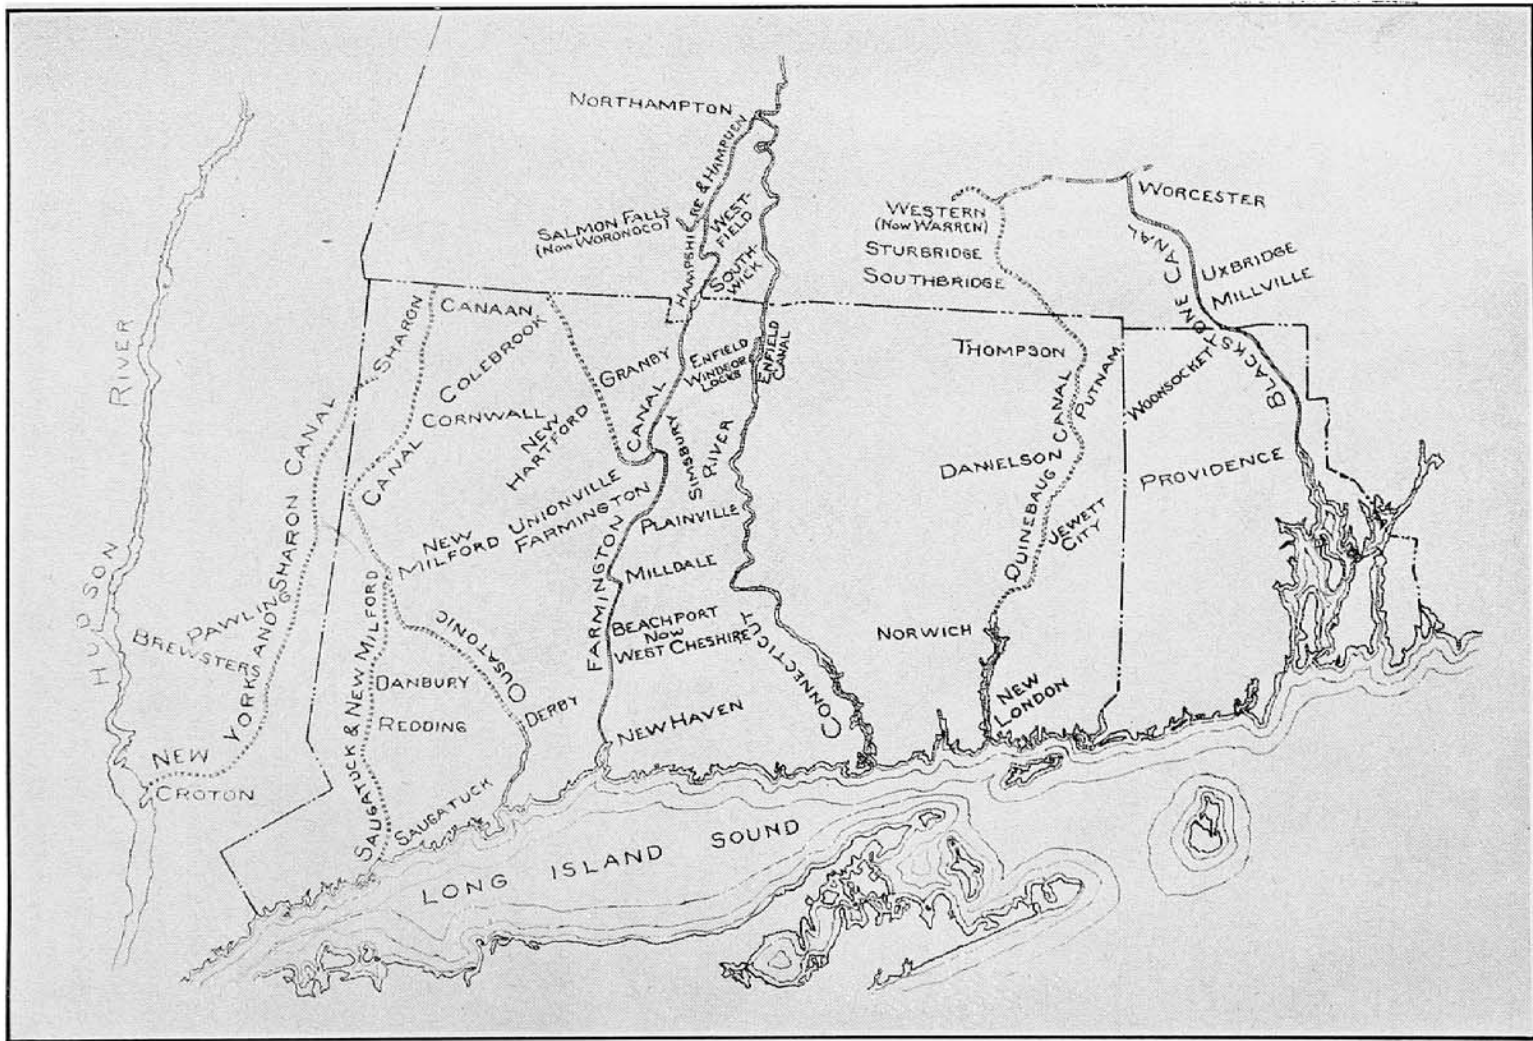 NORTHAMPTON
HAMPSHIRE & HAMPDEN
SALMON FALLS
(NOW WORONOCO)
WEST-
FIELD
SOUTH-
WICK
WESTERN
(NOW WARREN)
STURBRIDGE
SOUTHBRIDGE
WORCESTER
UXBRIDGE
MILLVILLE
BLACKSTONE CANAL
HUDSON RIVER
SHARON
CANAAN
COLEBROOK
CORNWALL
GRANBY
NEW
HARTFORD
ENFIELD
WINDSOR
LOCKS
ENFIELD
CANAL
THOMPSON
PUTNAM
WOONSOCKET
PROVIDENCE
DANIELSON
QUINEBAUG CANAL
JEWETT
CITY
NORWICH
NEW
LONDON
SIMSBURY
CONNECTICUT RIVER
UNIONVILLE
FARMINGTON
PLAINVILLE
MILLDALE
BEACHPORT
NOW
WEST CHESHIRE
NEW HAVEN
FARMINGTON CANAL
NEW
MILFORD
OUSATONIC CANAL
DERBY
DANBURY
REDDING
SAUGATUCK & NEW MILFORD
SAUGATUCK
PAWLING
BREWSTERS
NEW YORK AND SHARON CANAL
CROTON
LONG ISLAND SOUND